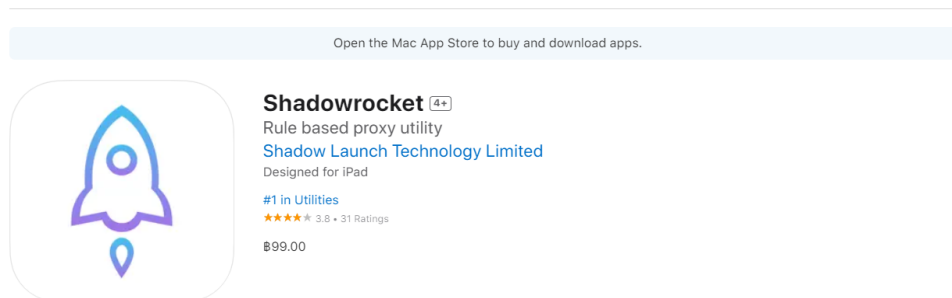 Open the Mac App Store to buy and download apps.
Shadowrocket 4+
Rule based proxy utility
Shadow Launch Technology Limited
Designed for iPad
#1 in Utilities
★★★★★ 3.8 • 31 Ratings
฿99.00